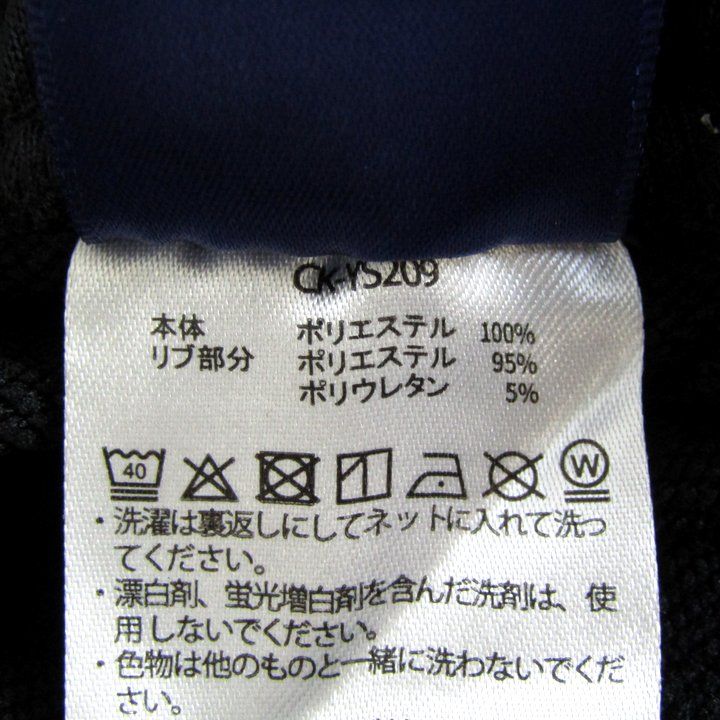 CK-YS209
本体 ポリエステル 100%
リブ部分 ポリエステル 95%
ポリウレタン 5%
40 W
・洗濯は裏返しにしてネットに入れて洗っ
てください。
・漂白剤、蛍光増白剤を含んだ洗剤は、使
用しないでください。
・色物は他のものと一緒に洗わないでくだ
さい。